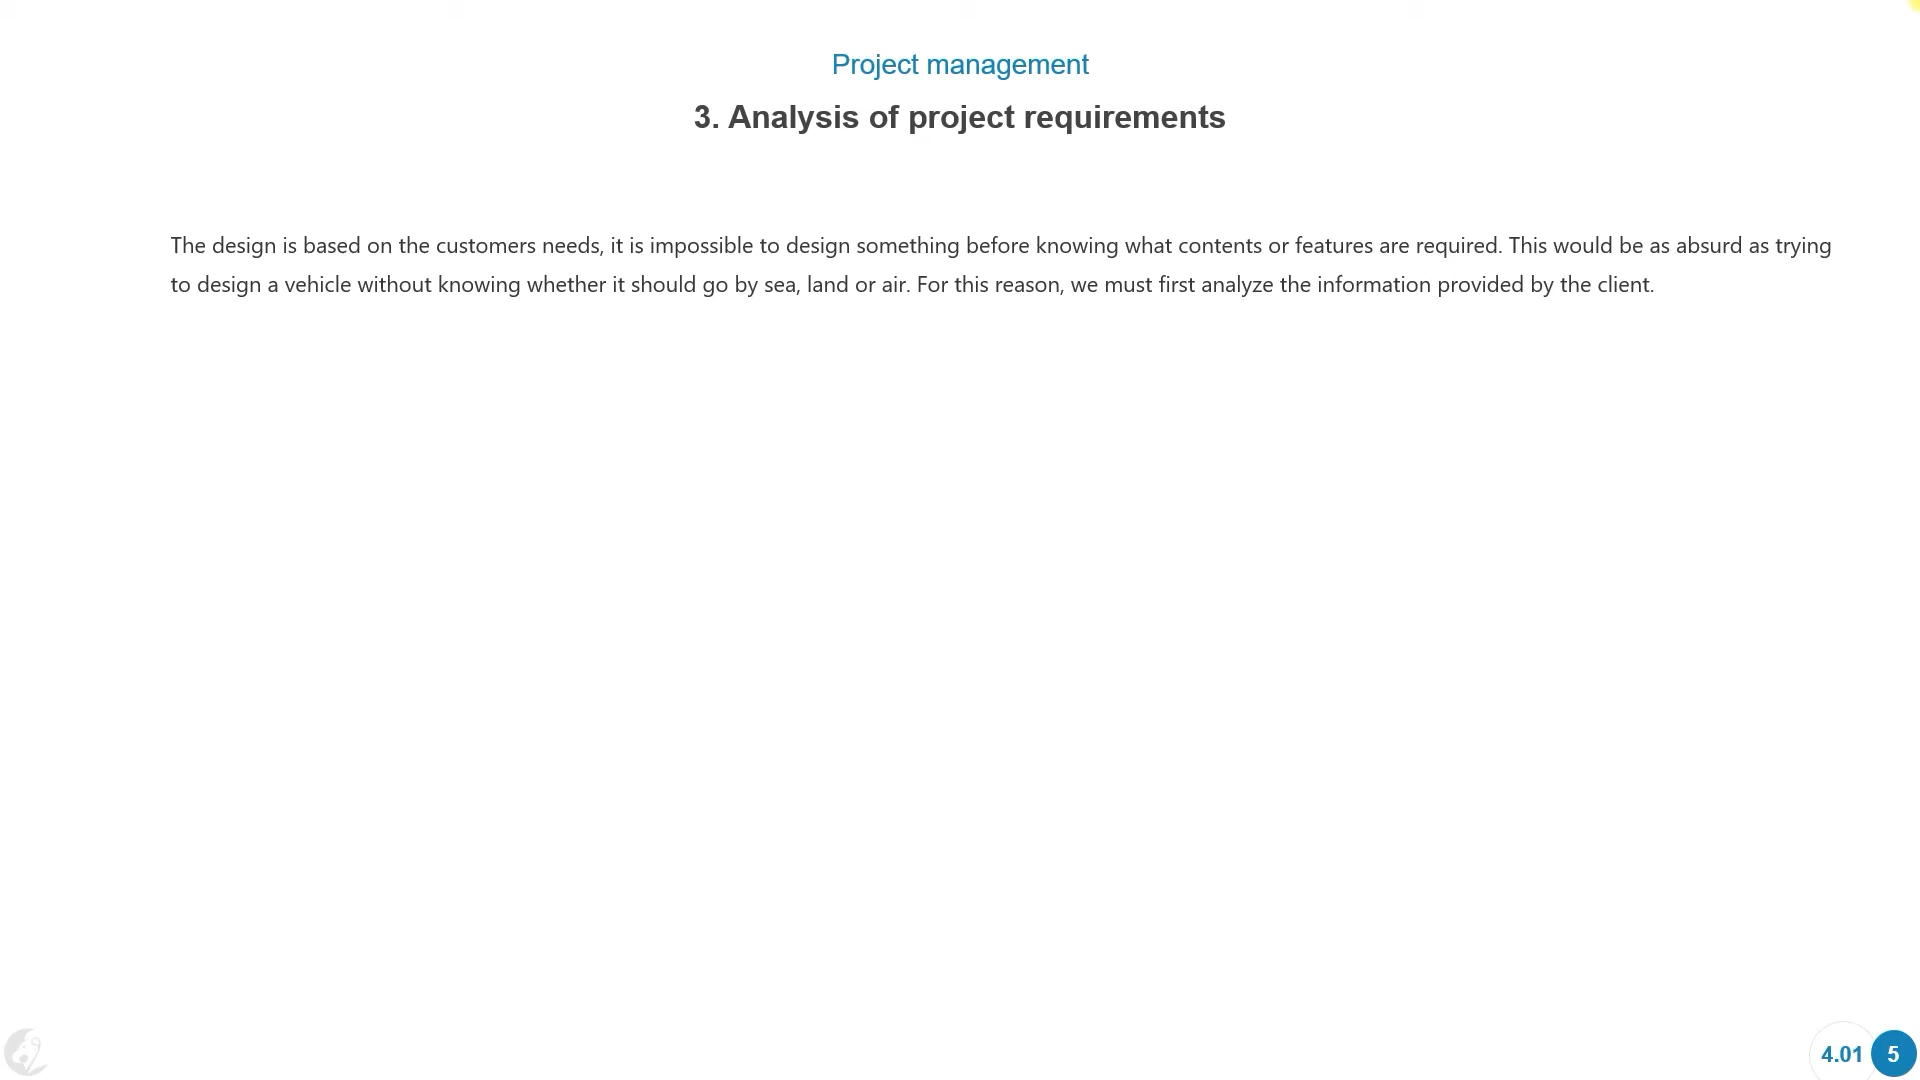 Project management
3. Analysis of project requirements
The design is based on the customers needs, it is impossible to design something before knowing what contents or features are required. This would be as absurd as trying
to design a vehicle without knowing whether it should go by sea, land or air. For this reason, we must first analyze the information provided by the client.
4.01 5